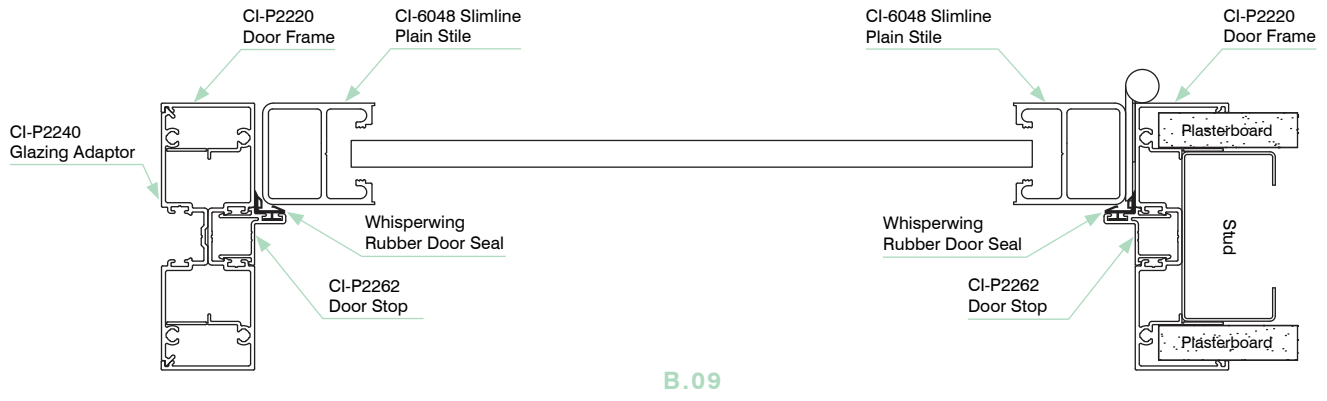 CI-P2220
Door Frame
CI-6048 Slimline
Plain Stile
CI-6048 Slimline
Plain Stile
CI-P2220
Door Frame
CI-P2240
Glazing Adaptor
Plasterboard
Whisperwing
Rubber Door Seal
Whisperwing
Rubber Door Seal
Stud
CI-P2262
Door Stop
CI-P2262
Door Stop
Plasterboard
B.09